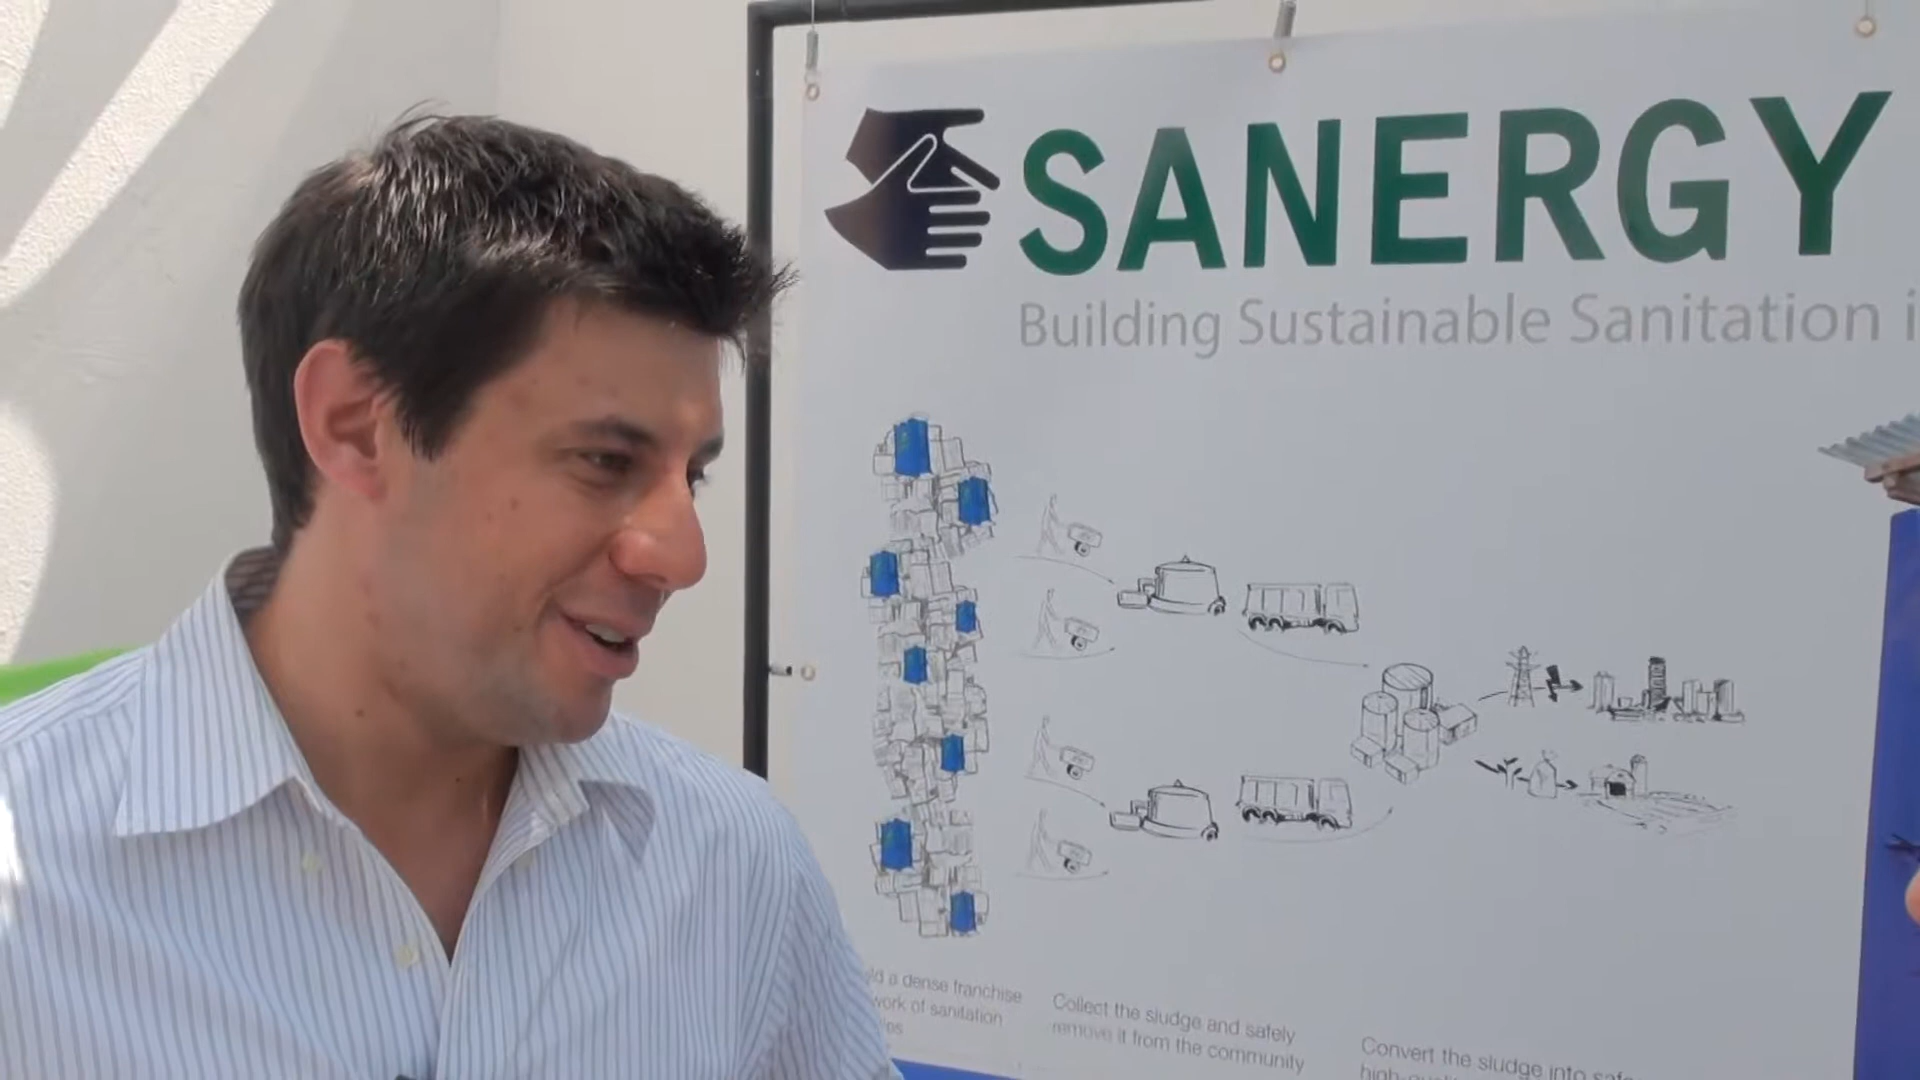 SANERGY
Building Sustainable Sanitation i
a dense franchise
work of sanitation
Collect the sludge and safely
remove it from the community
Convert the sludge into safe